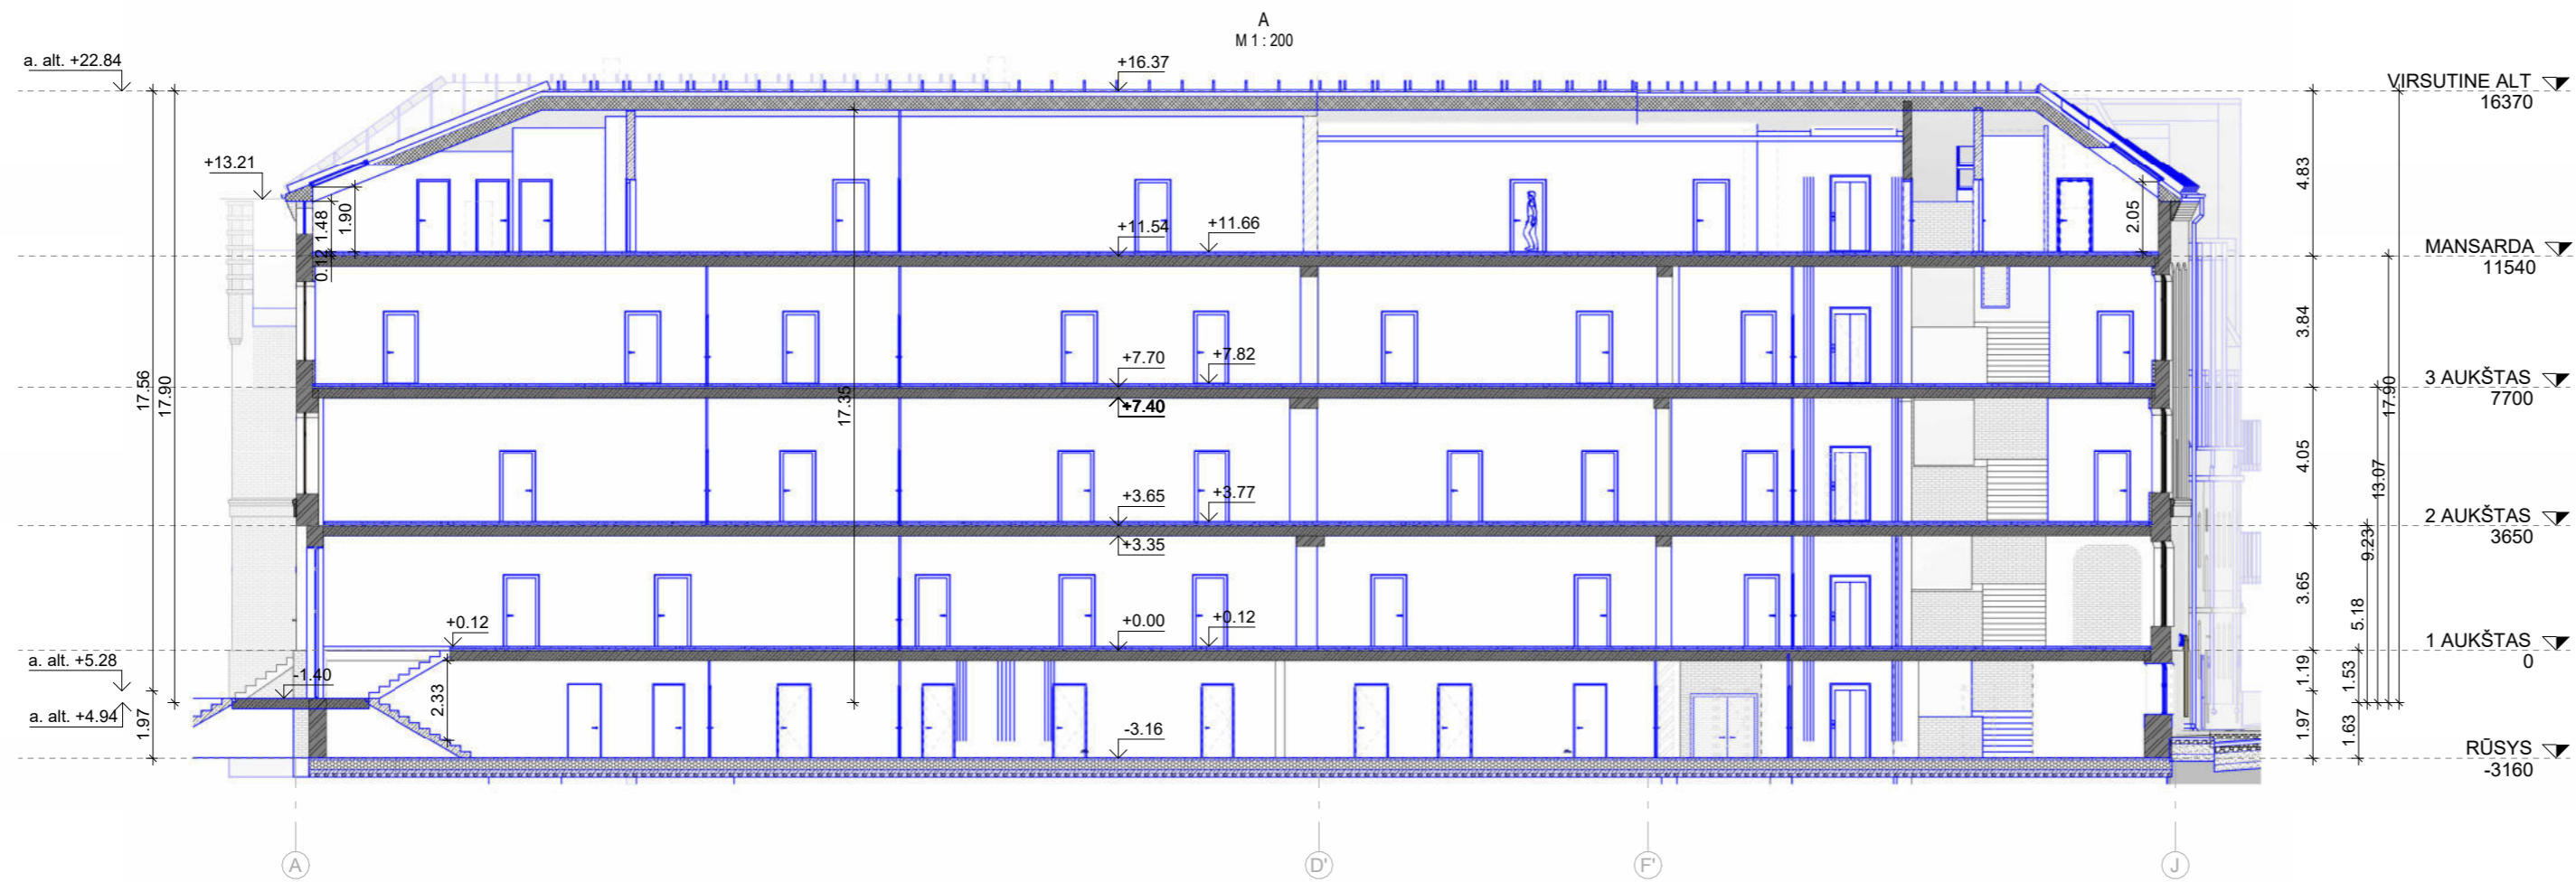 A
M 1 : 200
a. alt. +22.84
+16.37
VIRSUTINE ALT
16370
+13.21
4.83
1.48
1.90
2.05
+11.54
+11.66
0.12
MANSARDA
11540
3.84
17.56
17.90
17.35
+7.70
+7.82
3 AUKŠTAS
7700
17.90
+7.40
4.05
13.07
+3.65
+3.77
2 AUKŠTAS
3650
9.23
+3.35
3.65
5.18
+0.12
+0.00
+0.12
1 AUKŠTAS
0
a. alt. +5.28
-1.40
1.19
1.53
2.33
a. alt. +4.94
1.97
-3.16
1.97
1.63
RŪSYS
-3160
A
D'
F'
J